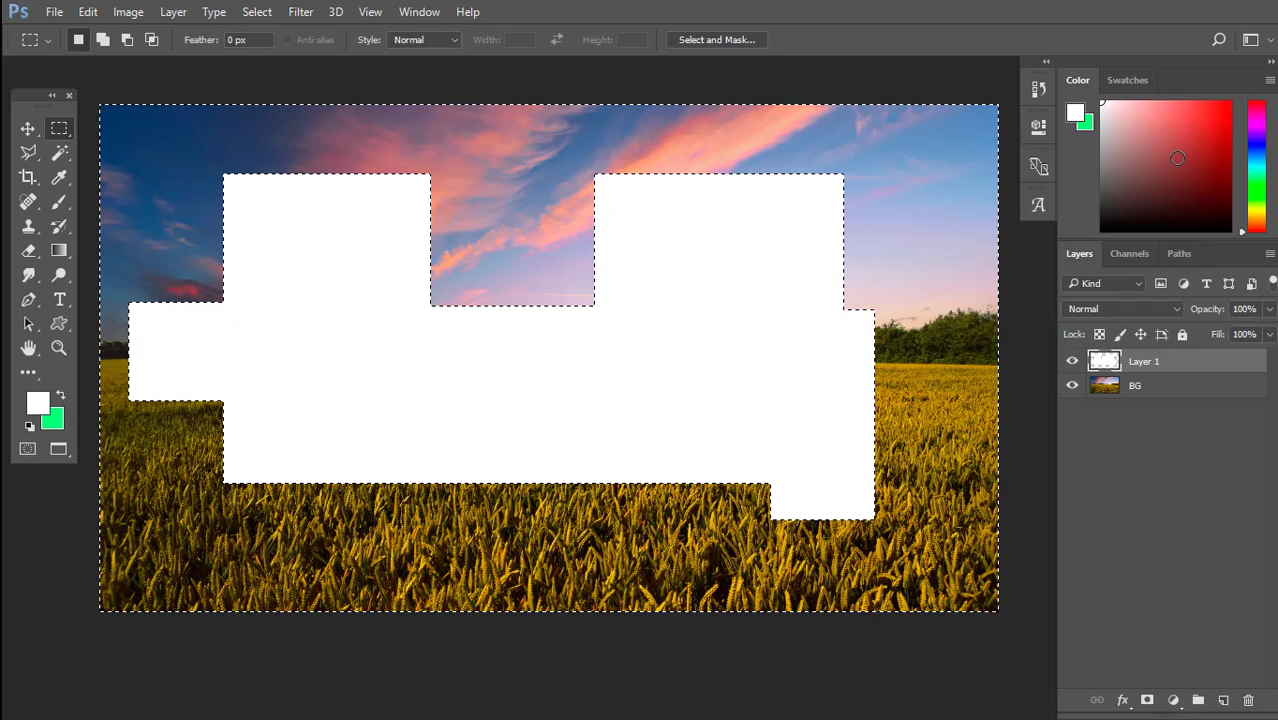 Ps File Edit Image Layer Type Select Filter 3D View Window Help
Feather: 0 px Anti-alias Style: Normal Width: Height: Select and Mask...
Color Swatches
Layers Channels Paths
Kind
Normal Opacity: 100%
Lock: Fill: 100%
Layer 1
BG